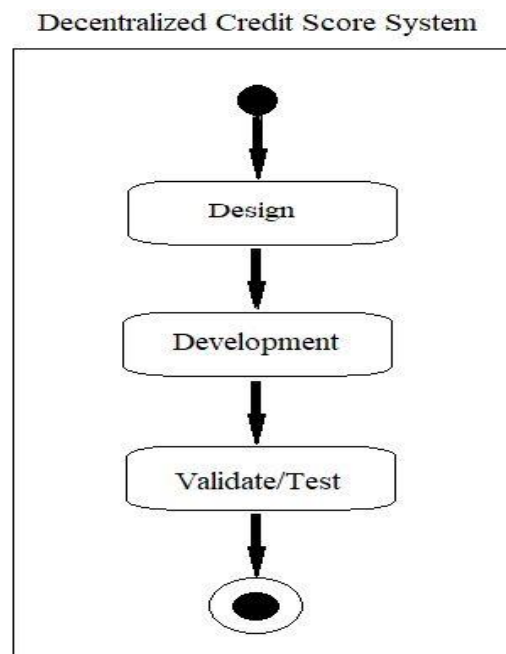 Decentralized Credit Score System
Design
Development
Validate/Test